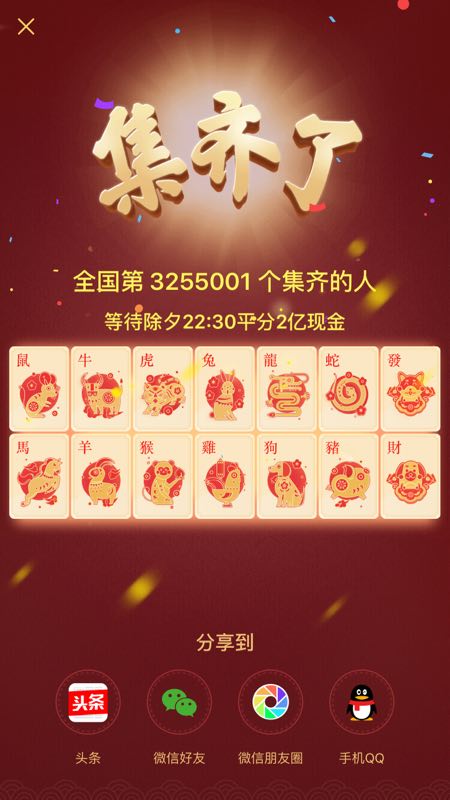 集齐了
全国第 3255001 个集齐的人
等待除夕22:30平分2亿现金
鼠 牛 虎 兔 龍 蛇 發
馬 羊 猴 雞 狗 豬 財
分享到
头条
头条 微信好友 微信朋友圈 手机QQ